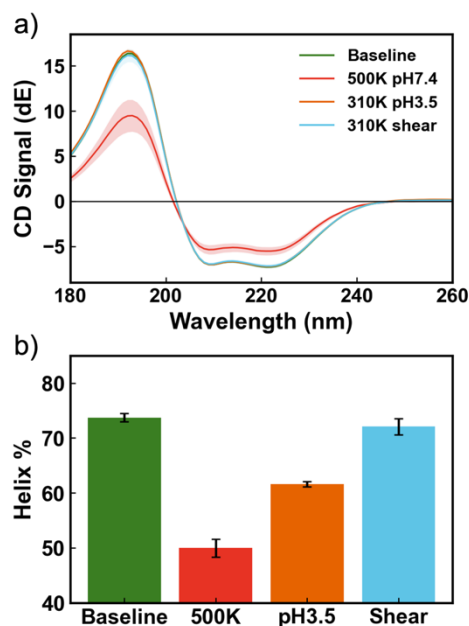 a)
CD Signal (dE)
15
10
5
0
−5
Baseline
500K pH7.4
310K pH3.5
310K shear
180 200 220 240 260
Wavelength (nm)
b)
Helix %
80
70
60
50
40
Baseline 500K pH3.5 Shear